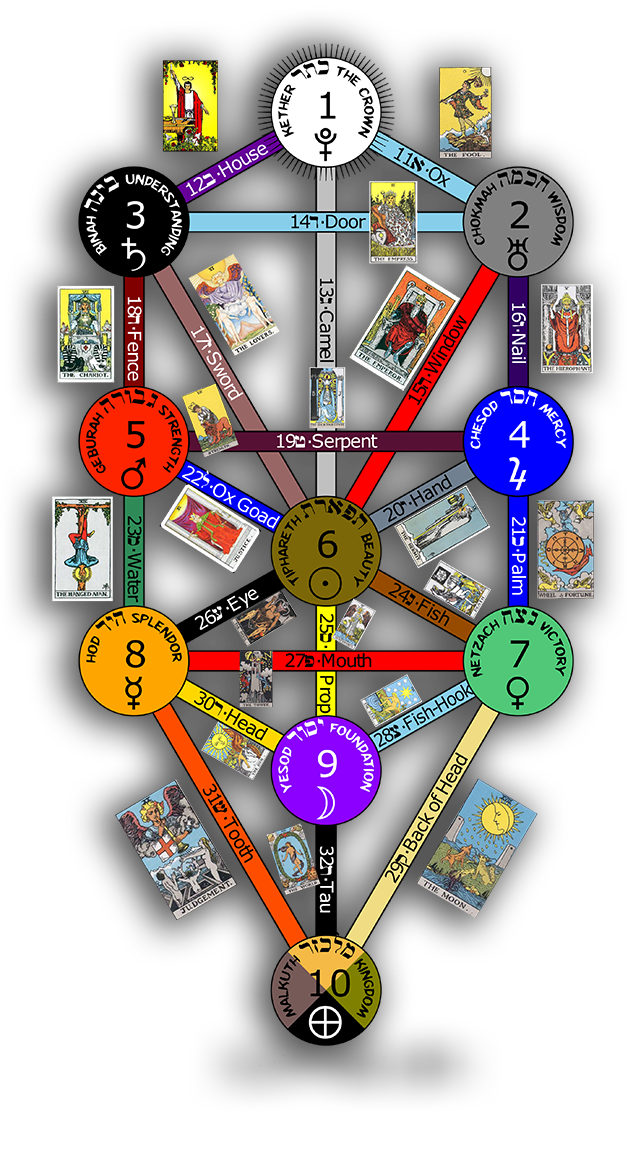 KETHER כתר THE CROWN
1
THE FOOL.
12ב·House
11א·Ox
BINAH בינה UNDERSTANDING
3
CHOKMAH חכמה WISDOM
2
14ד·Door
THE EMPRESS.
13ג·Camel
THE LOVERS.
THE EMPEROR.
THE CHARIOT.
18ח·Fence
17ז·Sword
15ה·Window
16ו·Nail
THE HIEROPHANT
GEBURAH גבורה STRENGTH
5
CHESOD חסד MERCY
4
19ט·Serpent
22ל·Ox Goad
20י·Hand
JUSTICE
TIPHARETH תפארת BEAUTY
6
THE HANGED MAN.
23מ·Water
21כ·Palm
WHEEL of FORTUNE.
26ע·Eye
25ס·Prop
24נ·Fish
HOD הוד SPLENDOR
8
NETZACH נצח VICTORY
7
27פ·Mouth
THE TOWER.
30ר·Head
28צ·Fish-Hook
YESOD יסוד FOUNDATION
9
31ש·Tooth
32ת·Tau
29ק·Back of Head
JUDGEMENT.
THE WORLD.
THE MOON.
MALKUTH מלכות KINGDOM
10